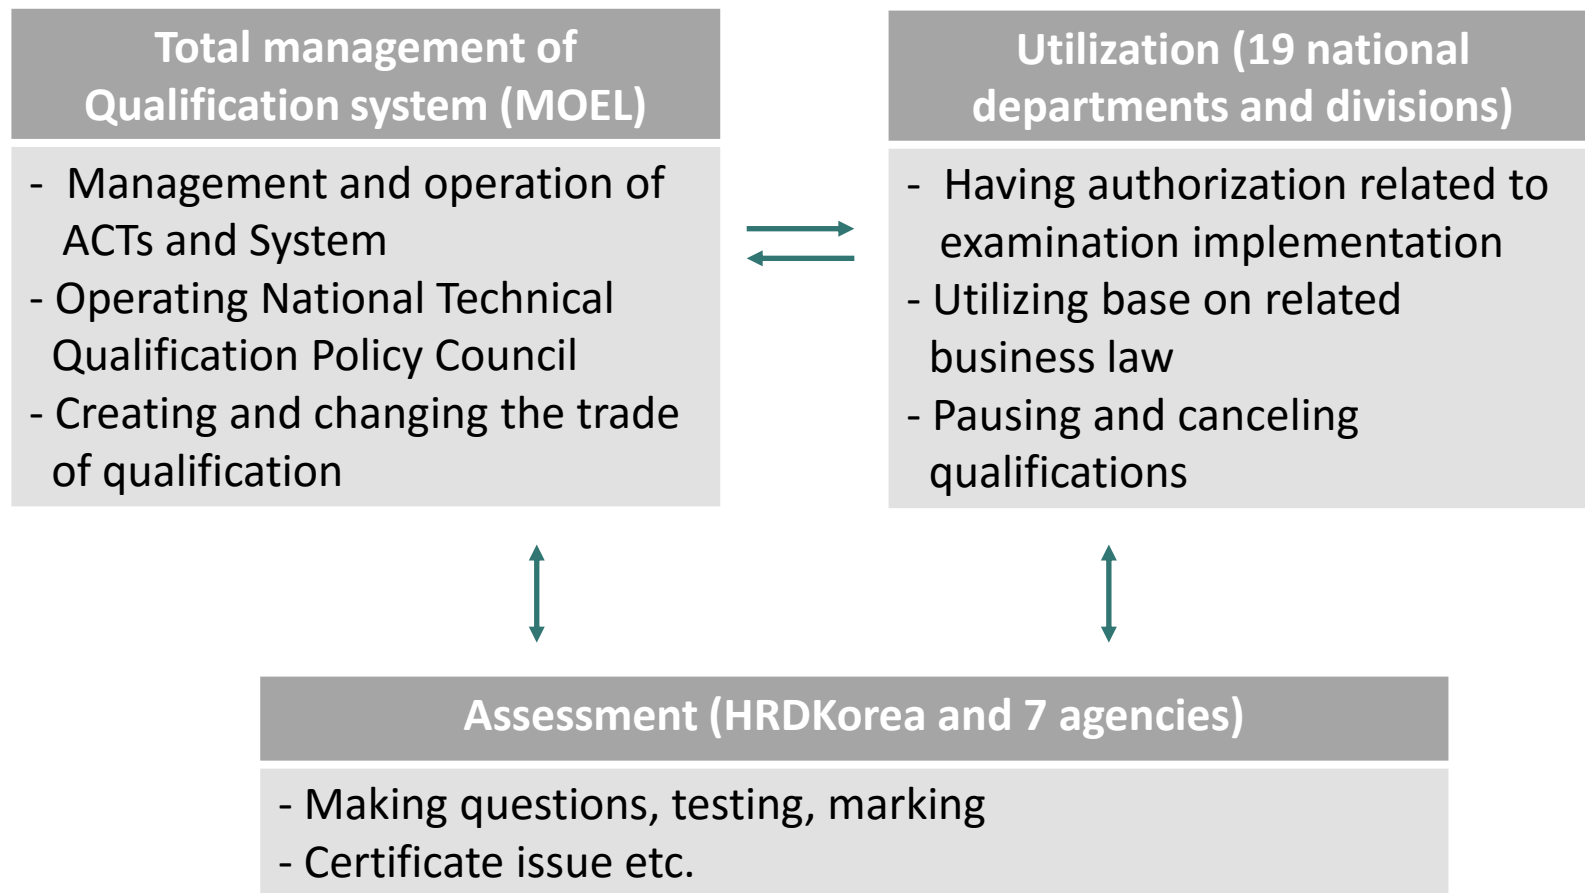 Total management of
Qualification system (MOEL)
- Management and operation of
ACTs and System
- Operating National Technical
Qualification Policy Council
- Creating and changing the trade
of qualification
Utilization (19 national
departments and divisions)
- Having authorization related to
examination implementation
- Utilizing base on related
business law
- Pausing and canceling
qualifications
Assessment (HRDKorea and 7 agencies)
- Making questions, testing, marking
- Certificate issue etc.